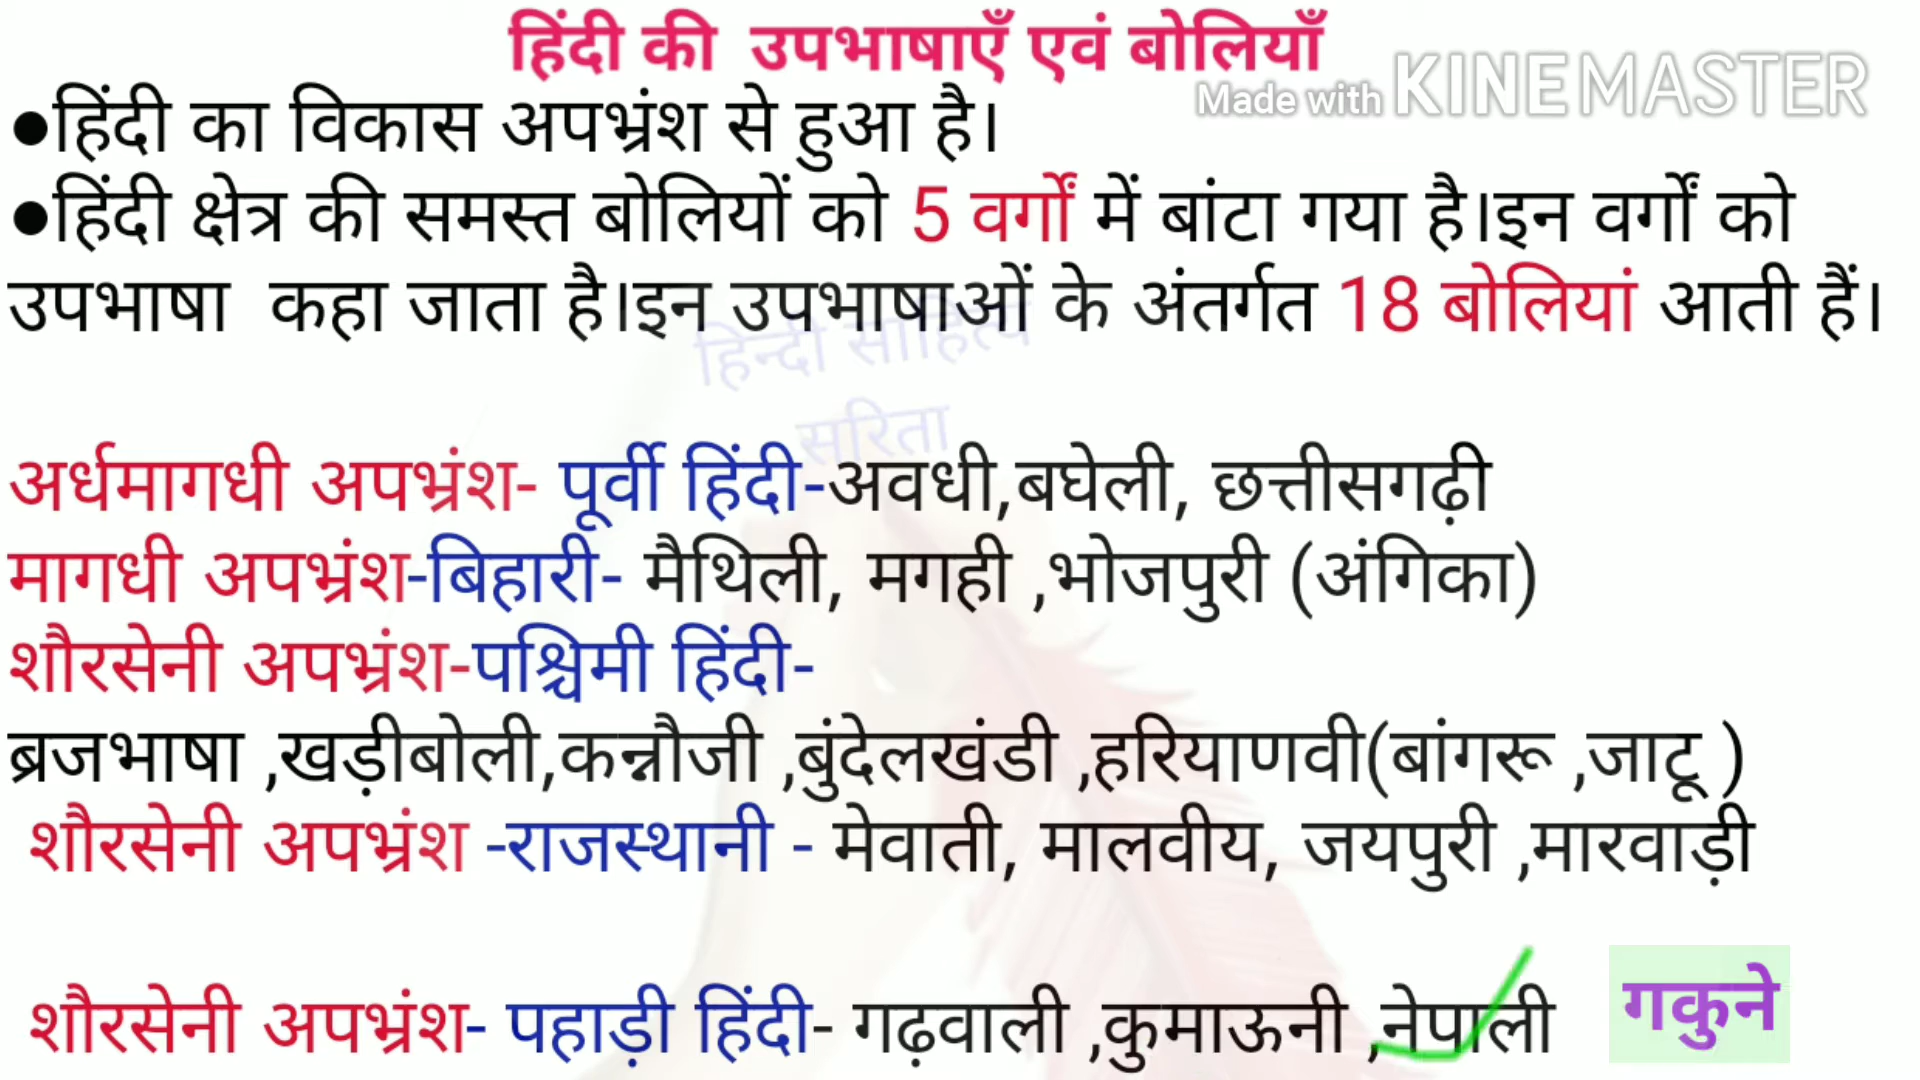 हिंदी की उपभाषाएँ एवं बोलियाँ
Made with KINEMASTER
●हिंदी का विकास अपभ्रंश से हुआ है।
●हिंदी क्षेत्र की समस्त बोलियों को 5 वर्गों में बांटा गया है।इन वर्गों को
उपभाषा कहा जाता है।इन उपभाषाओं के अंतर्गत 18 बोलियां आती हैं।
हिन्दी साहित्य
सरिता
अर्धमागधी अपभ्रंश- पूर्वी हिंदी-अवधी,बघेली, छत्तीसगढ़ी
मागधी अपभ्रंश-बिहारी- मैथिली, मगही ,भोजपुरी (अंगिका)
शौरसेनी अपभ्रंश-पश्चिमी हिंदी-
ब्रजभाषा ,खड़ीबोली,कन्नौजी ,बुंदेलखंडी ,हरियाणवी(बांगरू ,जाटू )
शौरसेनी अपभ्रंश -राजस्थानी - मेवाती, मालवीय, जयपुरी ,मारवाड़ी
शौरसेनी अपभ्रंश- पहाड़ी हिंदी- गढ़वाली ,कुमाऊनी ,नेपाली
गकुने